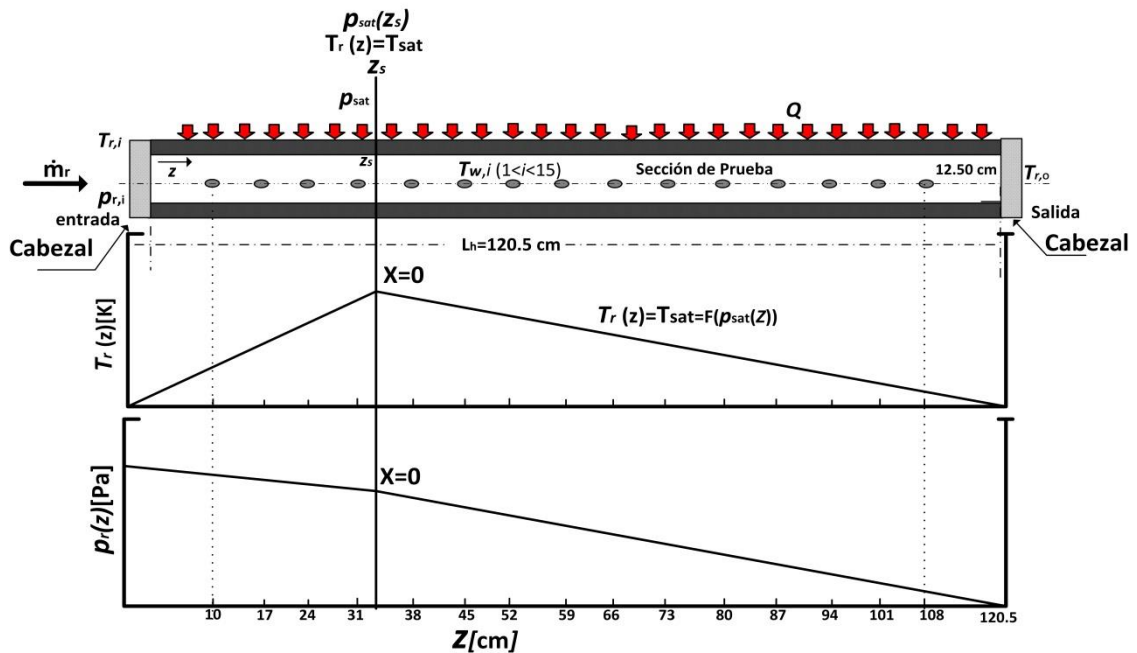 psat(zs)
Tr (z)=Tsat
zs
psat
Q
Tr,i
ṁr
z
zs
Tw,i (1<i<15)
Sección de Prueba
12.50 cm
Tr,o
pr,i
entrada
Salida
Cabezal
Cabezal
Lh=120.5 cm
X=0
Tr (z)=Tsat=F(psat(Z))
Tr (z)[K]
X=0
pr(z)[Pa]
10 17 24 31 38 45 52 59 66 73 80 87 94 101 108 120.5
Z[cm]